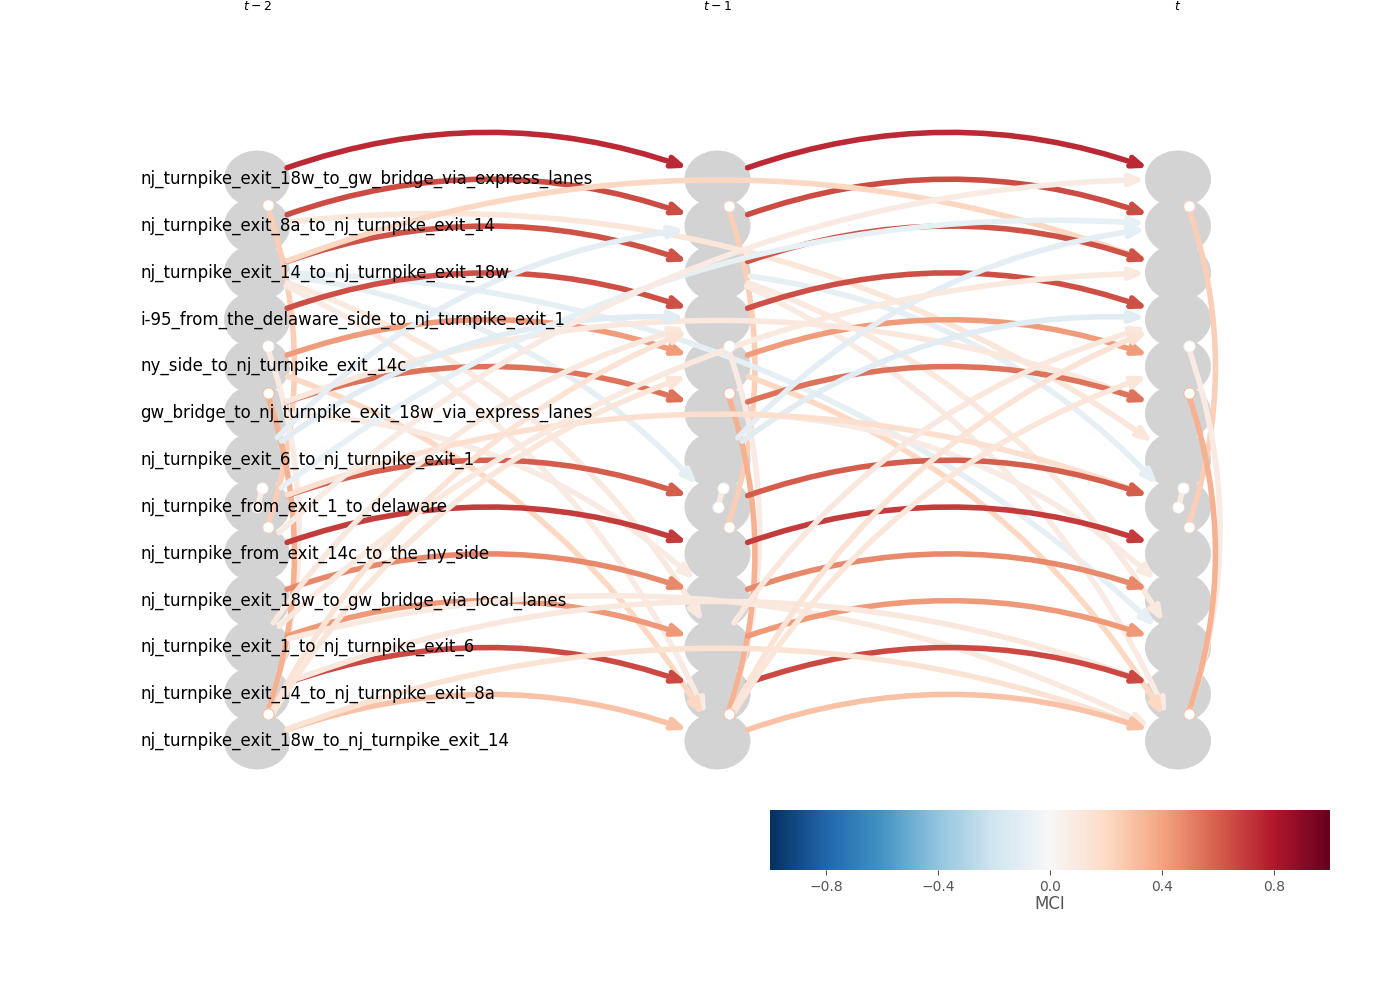 t − 2 t − 1 t
nj_turnpike_exit_18w_to_gw_bridge_via_express_lanes
nj_turnpike_exit_8a_to_nj_turnpike_exit_14
nj_turnpike_exit_14_to_nj_turnpike_exit_18w
i-95_from_the_delaware_side_to_nj_turnpike_exit_1
ny_side_to_nj_turnpike_exit_14c
gw_bridge_to_nj_turnpike_exit_18w_via_express_lanes
nj_turnpike_exit_6_to_nj_turnpike_exit_1
nj_turnpike_from_exit_1_to_delaware
nj_turnpike_from_exit_14c_to_the_ny_side
nj_turnpike_exit_18w_to_gw_bridge_via_local_lanes
nj_turnpike_exit_1_to_nj_turnpike_exit_6
nj_turnpike_exit_14_to_nj_turnpike_exit_8a
nj_turnpike_exit_18w_to_nj_turnpike_exit_14
−0.8 −0.4 0.0 0.4 0.8
MCI